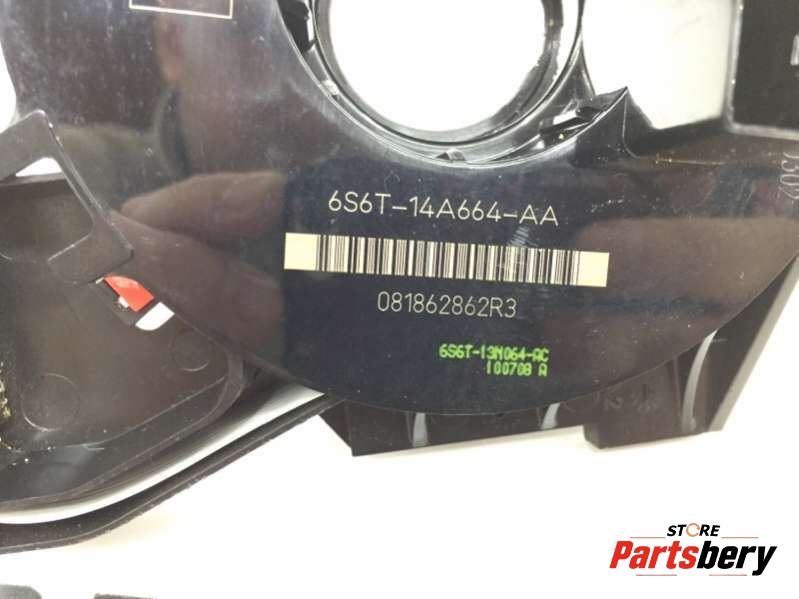 6S6T-14A664-AA
081862862R3
6S6T-13N064-AC
100708 A
STORE
Partsbery